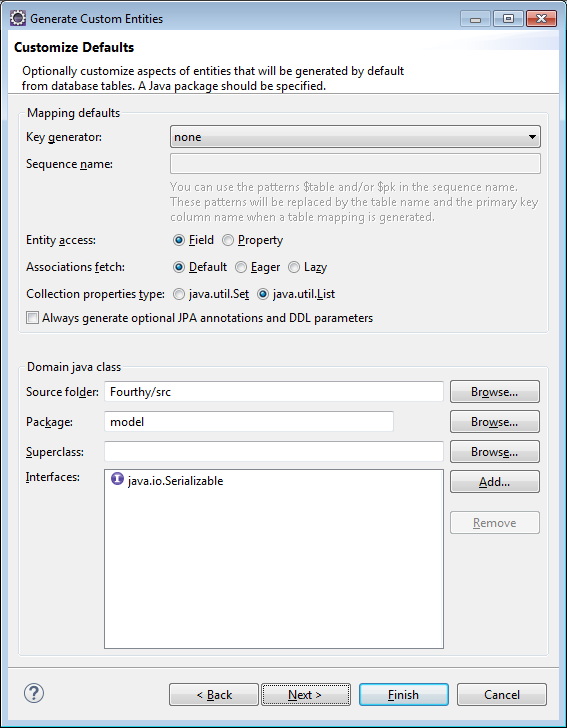 Generate Custom Entities
Customize Defaults
Optionally customize aspects of entities that will be generated by default
from database tables. A Java package should be specified.
Mapping defaults
Key generator: none
Sequence name:
You can use the patterns $table and/or $pk in the sequence name.
These patterns will be replaced by the table name and the primary key
column name when a table mapping is generated.
Entity access: Field Property
Associations fetch: Default Eager Lazy
Collection properties type: java.util.Set java.util.List
Always generate optional JPA annotations and DDL parameters
Domain java class
Source folder: Fourthy/src Browse...
Package: model Browse...
Superclass: Browse...
Interfaces: java.io.Serializable Add...
Remove
? < Back Next > Finish Cancel